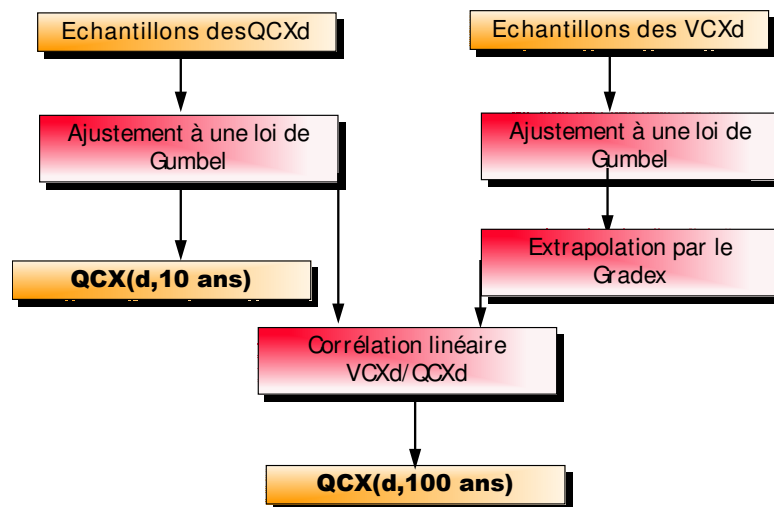 Echantillons desQCXd
Echantillons des VCXd
Ajustement à une loi de
Gumbel
Ajustement à une loi de
Gumbel
QCX(d,10 ans)
Extrapolation par le
Gradex
Corrélation linéaire
VCXd/QCXd
QCX(d,100 ans)